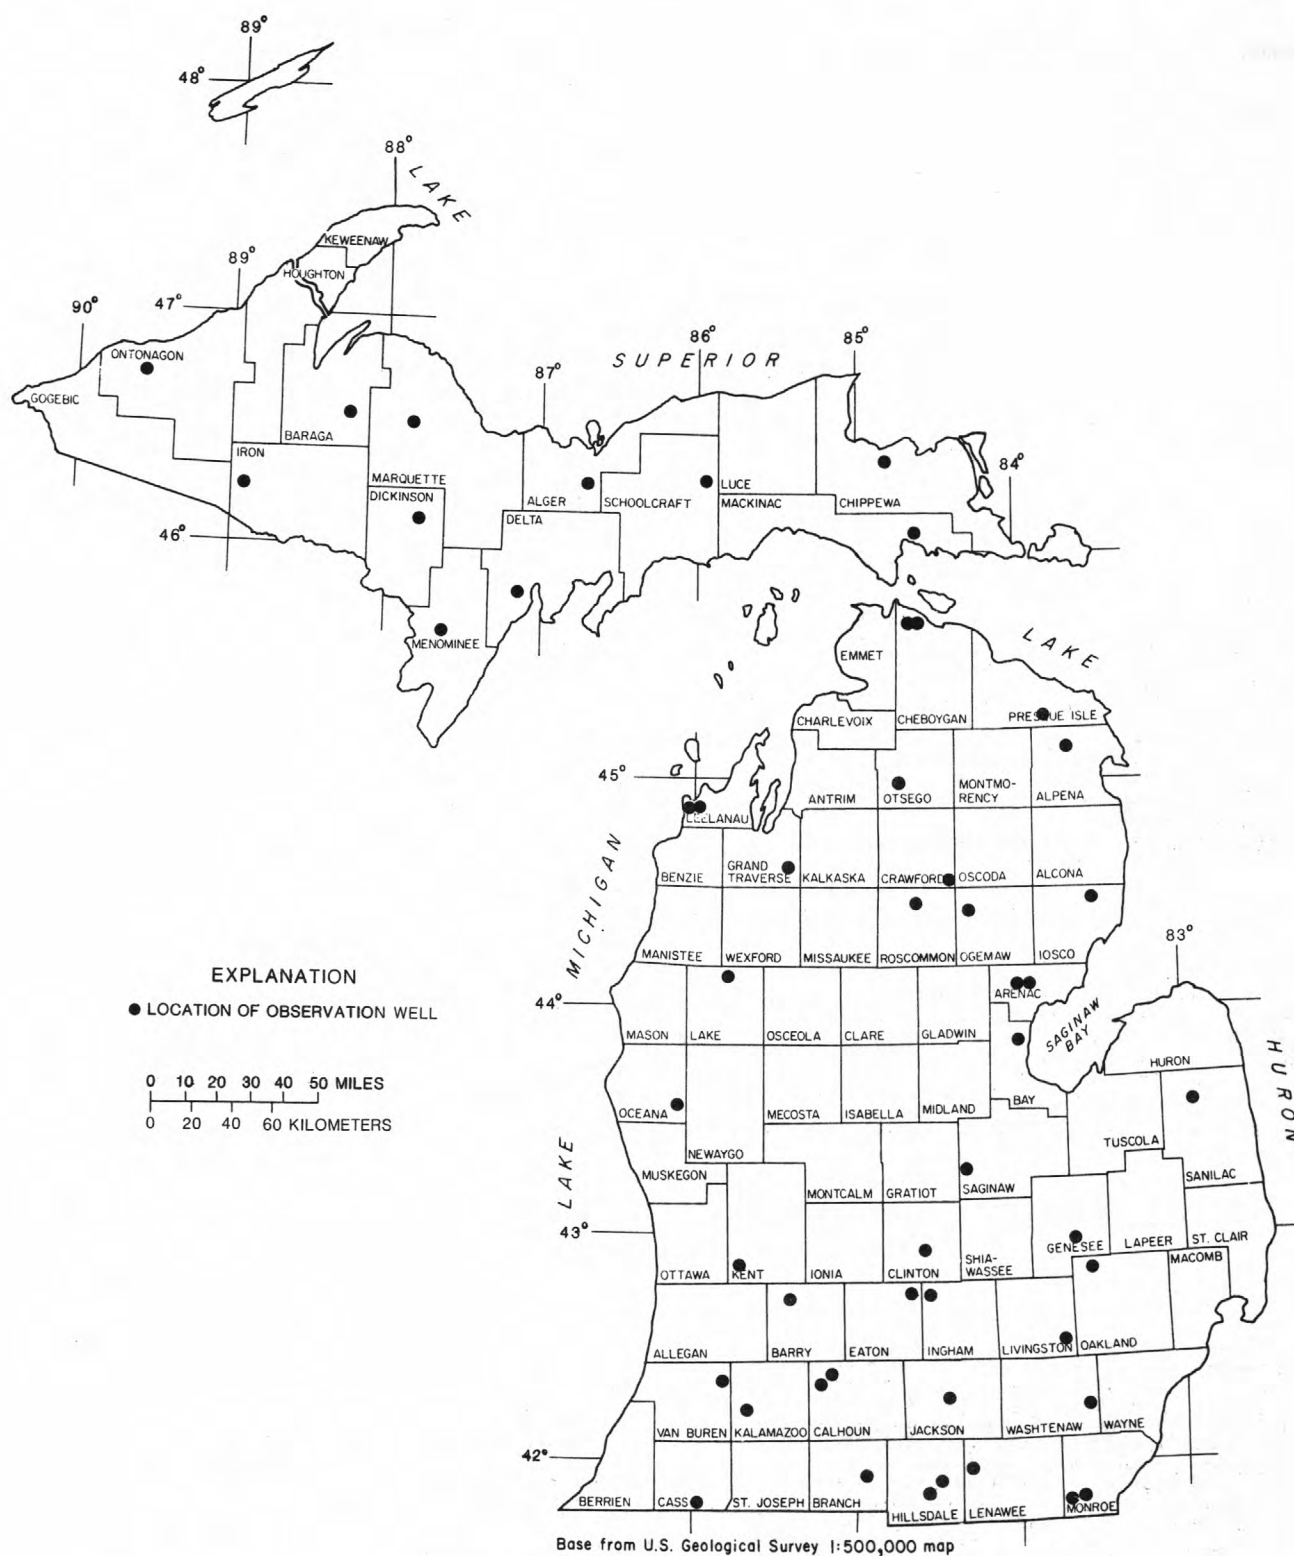 89°
48°
88°
LAKE
KEWEENAW
89°
HOUGHTON
47°
90°
86°
85°
ONTONAGON
SUPERIOR
87°
GOGEBIC
BARAGA
IRON
84°
MARQUETTE
LUCE
DICKINSON
ALGER
SCHOOLCRAFT
MACKINAC
CHIPPEWA
DELTA
46°
MENOMINEE
LAKE
EMMET
PRESQUE ISLE
CHARLEVOIX
CHEBOYGAN
45°
MONTMO-
RENCY
ANTRIM
OTSEGO
ALPENA
LEELANAU
MICHIGAN
GRAND
TRAVERSE
BENZIE
KALKASKA
CRAWFORD
OSCODA
ALCONA
83°
MANISTEE
WEXFORD
MISSAUKEE
ROSCOMMON
OGEMAW
IOSCO
EXPLANATION
ARENAC
44°
LOCATION OF OBSERVATION WELL
SAGINAW
BAY
MASON
LAKE
OSCEOLA
CLARE
GLADWIN
HURON
HURON
0 10 20 30 40 50 MILES
0 20 40 60 KILOMETERS
OCEANA
MECOSTA
ISABELLA
MIDLAND
BAY
TUSCOLA
LAKE
NEWAYGO
MUSKEGON
MONTCALM
GRATIOT
SAGINAW
SANILAC
43°
GENESEE
LAPEER
ST. CLAIR
SHIA-
WASSEE
MACOMB
OTTAWA
KENT
IONIA
CLINTON
ALLEGAN
BARRY
EATON
INGHAM
LIVINGSTON
OAKLAND
VAN BUREN
KALAMAZOO
CALHOUN
JACKSON
WASHTENAW
WAYNE
42°
BERRIEN
CASS
ST. JOSEPH
BRANCH
HILLSDALE
LENAWEE
MONROE
Base from U.S. Geological Survey 1:500,000 map